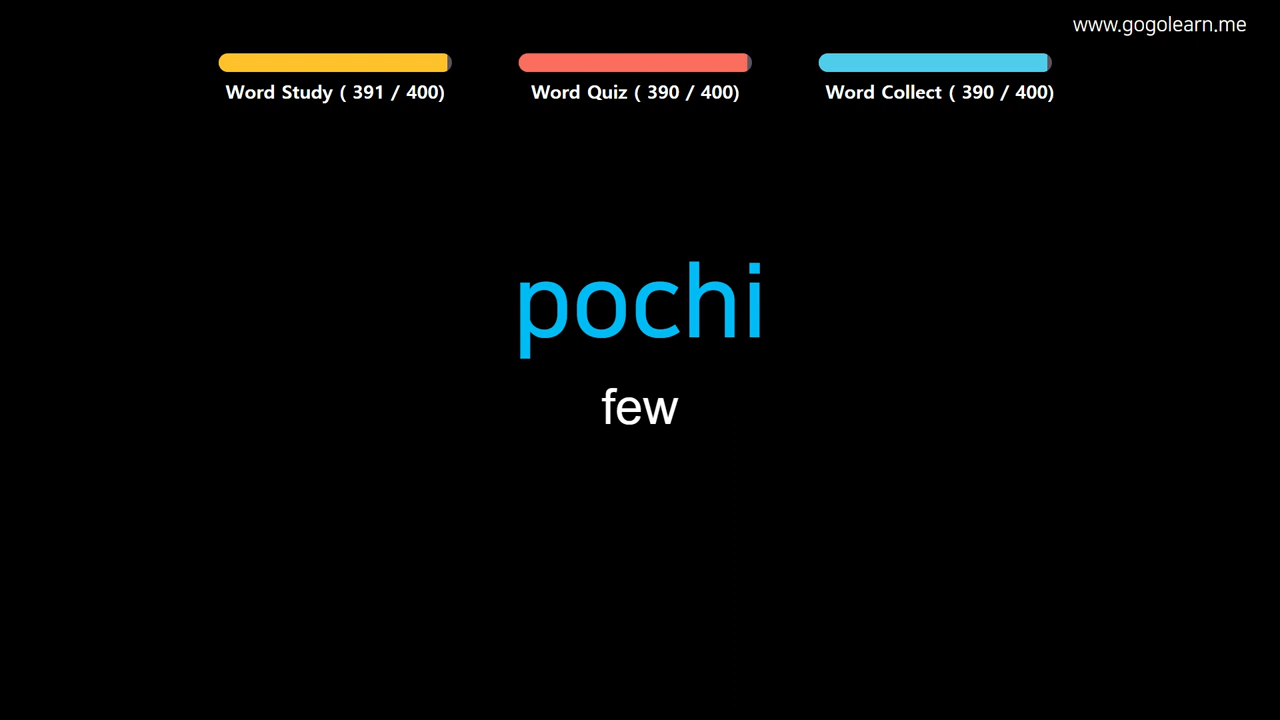 www.gogolearn.me
Word Study ( 391 / 400)
Word Quiz ( 390 / 400)
Word Collect ( 390 / 400)
pochi
few